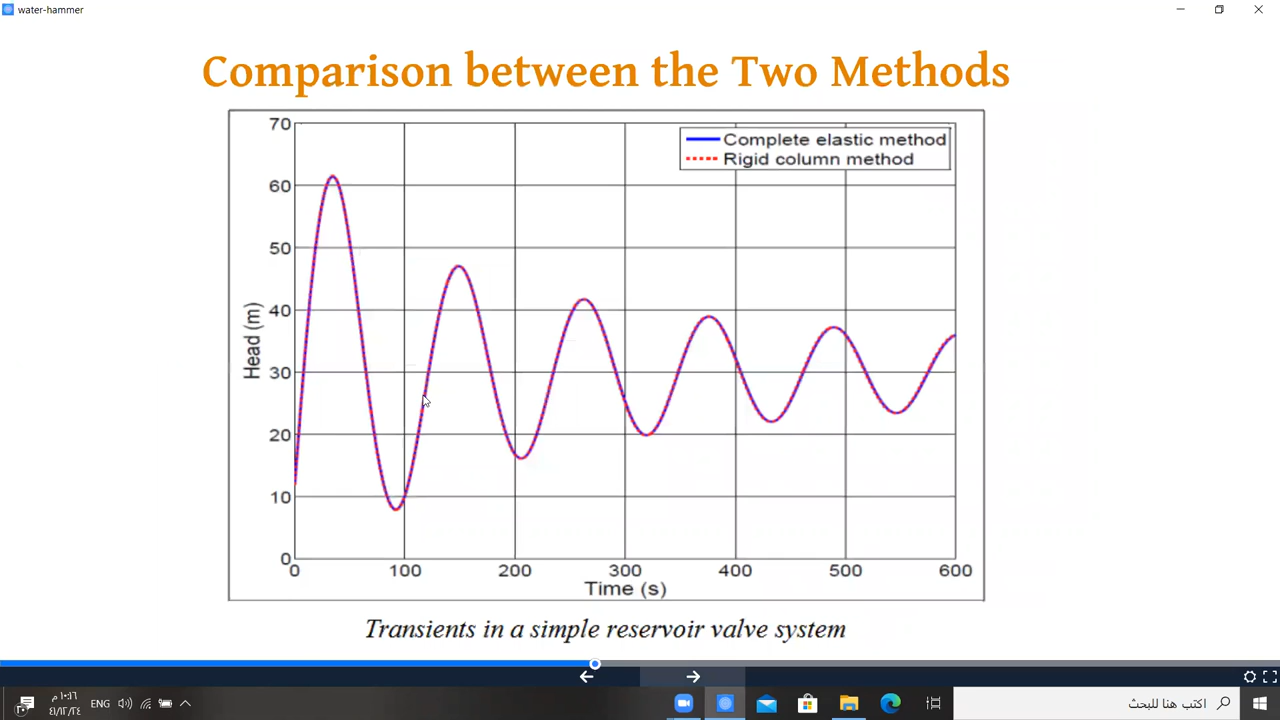 water-hammer
Comparison between the Two Methods
70
60
50
40
30
20
10
0
Head (m)
Complete elastic method
Rigid column method
0 100 200 300 400 500 600
Time (s)
Transients in a simple reservoir valve system
ENG
اكتب هنا للبحث